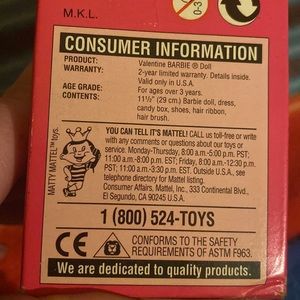 M.K.L.
0-3
CONSUMER INFORMATION
PRODUCT: Valentine BARBIE ® Doll
WARRANTY: 2-year limited warranty. Details inside.
Valid only in U.S.A.
AGE GRADE: For ages over 3 years.
CONTENTS: 11½" (29 cm) Barbie doll, dress,
candy box, shoes, hair ribbon,
hair brush.
MATTY MATTEL™ toys.
YOU CAN TELL IT'S MATTEL! CALL us toll-free or write
with any comments or questions about our toys or
service. Monday-Thursday, 8:00 a.m.-5:00 p.m. PST;
11:00 a.m.-8:00 p.m. EST; Friday, 8:00 a.m.-12:30 p.m.
PST; 11:00 a.m.-3:30 p.m. EST. Outside U.S.A., see
telephone directory for Mattel listing.
Consumer Affairs, Mattel, Inc., 333 Continental Blvd.,
El Segundo, CA 90245 U.S.A.
1 (800) 524-TOYS
CE
CONFORMS TO THE SAFETY
REQUIREMENTS OF ASTM F963.
We are dedicated to quality products.